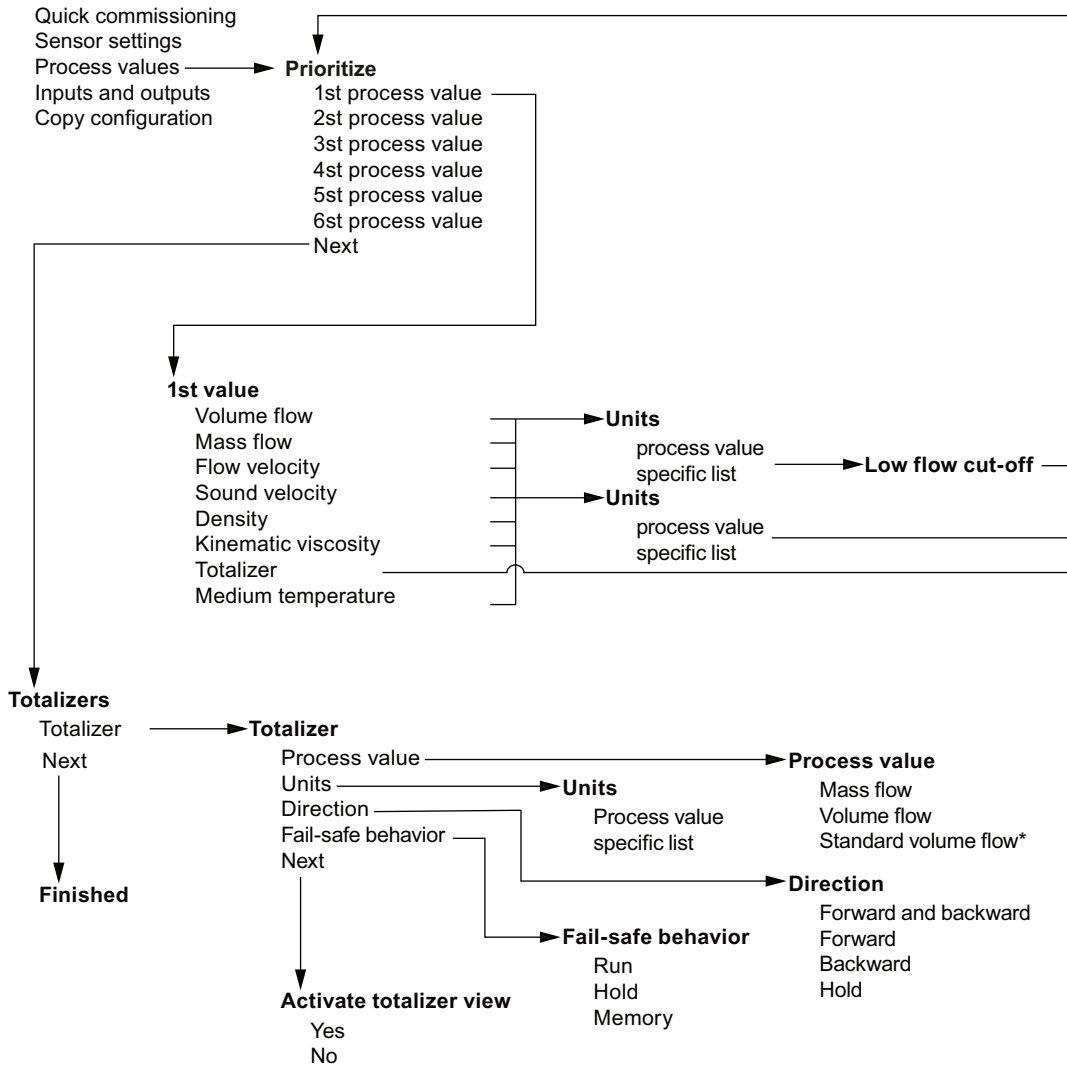 Quick commissioning
Sensor settings
Process values
Inputs and outputs
Copy configuration
Prioritize
1st process value
2st process value
3st process value
4st process value
5st process value
6st process value
Next
1st value
Volume flow
Mass flow
Flow velocity
Sound velocity
Density
Kinematic viscosity
Totalizer
Medium temperature
Units
process value
specific list
Low flow cut-off
Units
process value
specific list
Totalizers
Totalizer
Next
Finished
Totalizer
Process value
Units
Direction
Fail-safe behavior
Next
Units
Process value
specific list
Process value
Mass flow
Volume flow
Standard volume flow*
Direction
Forward and backward
Forward
Backward
Hold
Fail-safe behavior
Run
Hold
Memory
Activate totalizer view
Yes
No